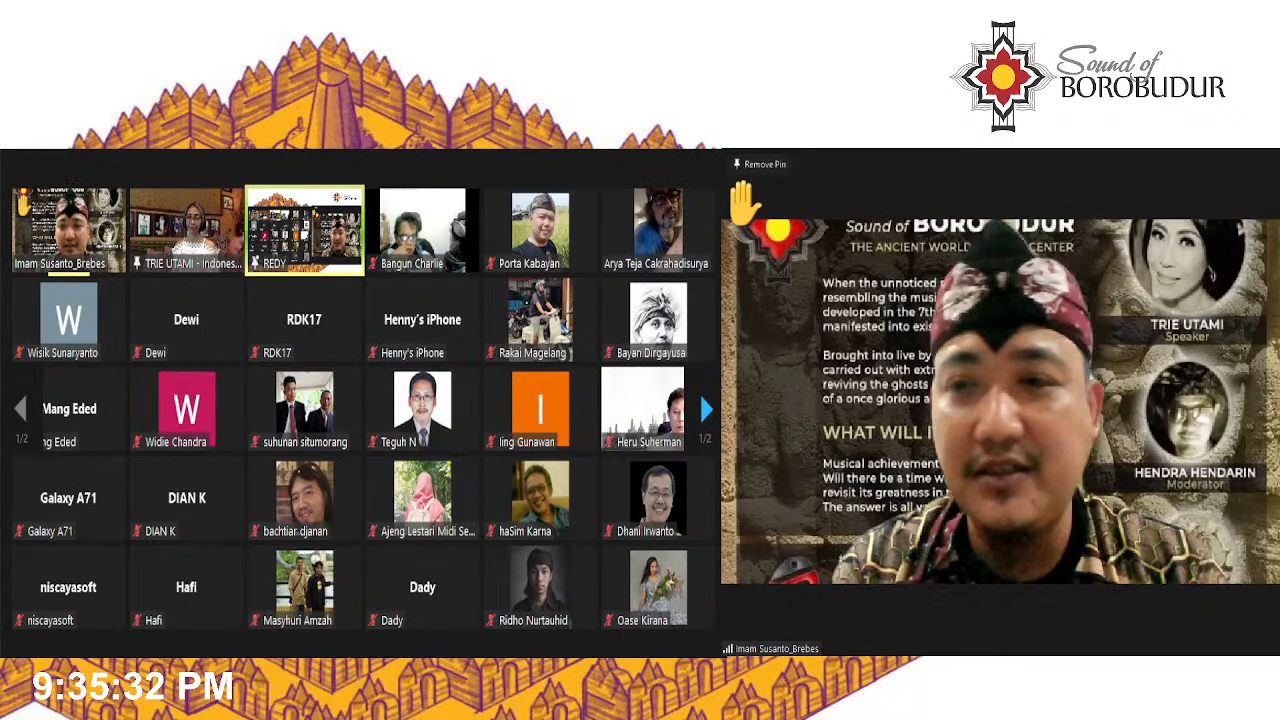 Sound of
BOROBUDUR
Remove Pin
Imam Susanto_Brebes
TRIE UTAMI - Indones...
REDY
Bangun Charlie
Porta Kabayan
Arya Teja Cakrahadisurya
W
Wisik Sunaryanto
Dewi
Dewi
RDK17
RDK17
Henny's iPhone
Henny's iPhone
Rakai Magelang
Bayan Dirgayusa
1/2
Mang Eded
ng Eded
W
Widie Chandra
suhunan situmorang
Teguh N
I
Iing Gunawan
Heru Suherman
1/2
Galaxy A71
Galaxy A71
DIAN K
DIAN K
bachtiar djanan
Ajeng Lestari Midi Se...
haSim Karna
Dhani Irwanto
niscayasoft
niscayasoft
Hafi
Hafi
Masyhuri Amzah
Dady
Dady
Ridho Nurtauhid
Oase Kirana
Sound of
THE ANCIENT WORLD
CENTER
When the unnoticed
resembling the musi
developed in the 7th
manifested into exis
Brought into live by
carried out with extr
reviving the ghosts
of a once glorious a
WHAT WILL
Musical achievement
Will there be a time w
revisit its greatness in
The answer is all
TRIE UTAMI
Speaker
HENDRA HENDARIN
Moderator
Imam Susanto_Brebes
9:35:32 PM